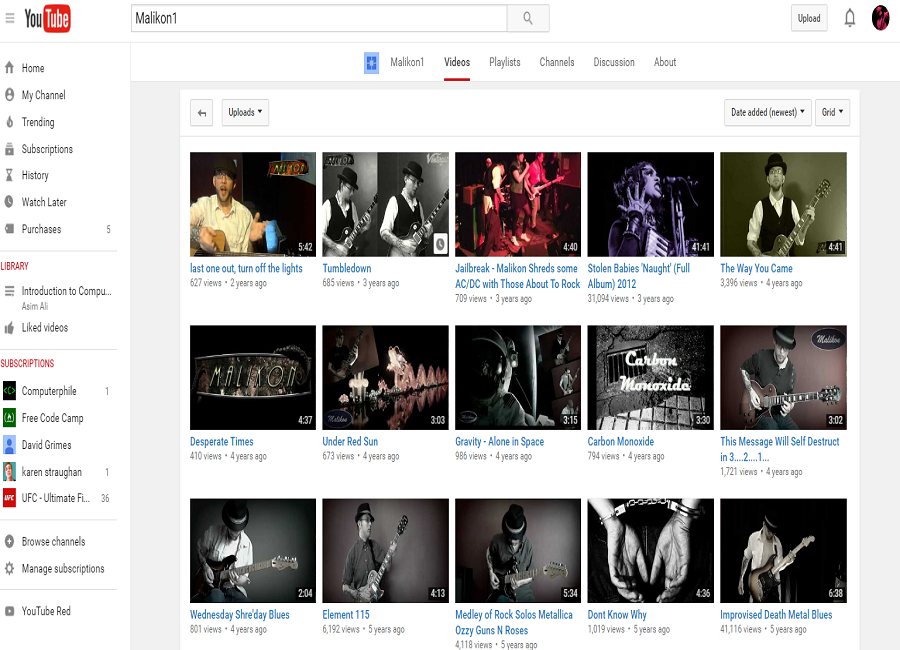 YouTube
Malikon1
Upload
Home
My Channel
Trending
Subscriptions
History
Watch Later
Purchases 5
LIBRARY
Introduction to Compu...
Asim Ali
Liked videos
SUBSCRIPTIONS
Computerphile 1
Free Code Camp
David Grimes
karen straughan 1
UFC - Ultimate Fi... 36
Browse channels
Manage subscriptions
YouTube Red
Malikon1 Videos Playlists Channels Discussion About
Uploads Date added (newest) Grid
MALIKON
5:42 4:40 41:41 4:41
last one out, turn off the lights
627 views • 2 years ago
Tumbledown
685 views • 3 years ago
Jailbreak - Malikon Shreds some
AC/DC with Those About To Rock
709 views • 3 years ago
Stolen Babies 'Naught' (Full
Album) 2012
31,094 views • 3 years ago
The Way You Came
3,396 views • 4 years ago
MALIKON
Malikon
Carbon
Monoxide
Malikon
4:37 3:03 3:15 3:30 3:02
Desperate Times
410 views • 4 years ago
Under Red Sun
673 views • 4 years ago
Gravity - Alone in Space
986 views • 4 years ago
Carbon Monoxide
794 views • 4 years ago
This Message Will Self Destruct
in 3....2....1...
1,721 views • 4 years ago
2:04 4:13 5:34 4:36 6:38
Wednesday Shre'day Blues
801 views • 4 years ago
Element 115
6,192 views • 5 years ago
Medley of Rock Solos Metallica
Ozzy Guns N Roses
4,118 views • 5 years ago
Dont Know Why
1,019 views • 5 years ago
Improvised Death Metal Blues
41,116 views • 5 years ago